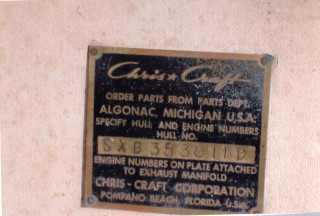 Chris★Craft
ORDER PARTS FROM PARTS DEPT.
ALGONAC, MICHIGAN U.S.A.
SPECIFY HULL AND ENGINE NUMBERS
HULL NO.
ENGINE NUMBERS ON PLATE ATTACHED
TO EXHAUST MANIFOLD
CHRIS-CRAFT CORPORATION
POMPANO BEACH, FLORIDA U.S.A.